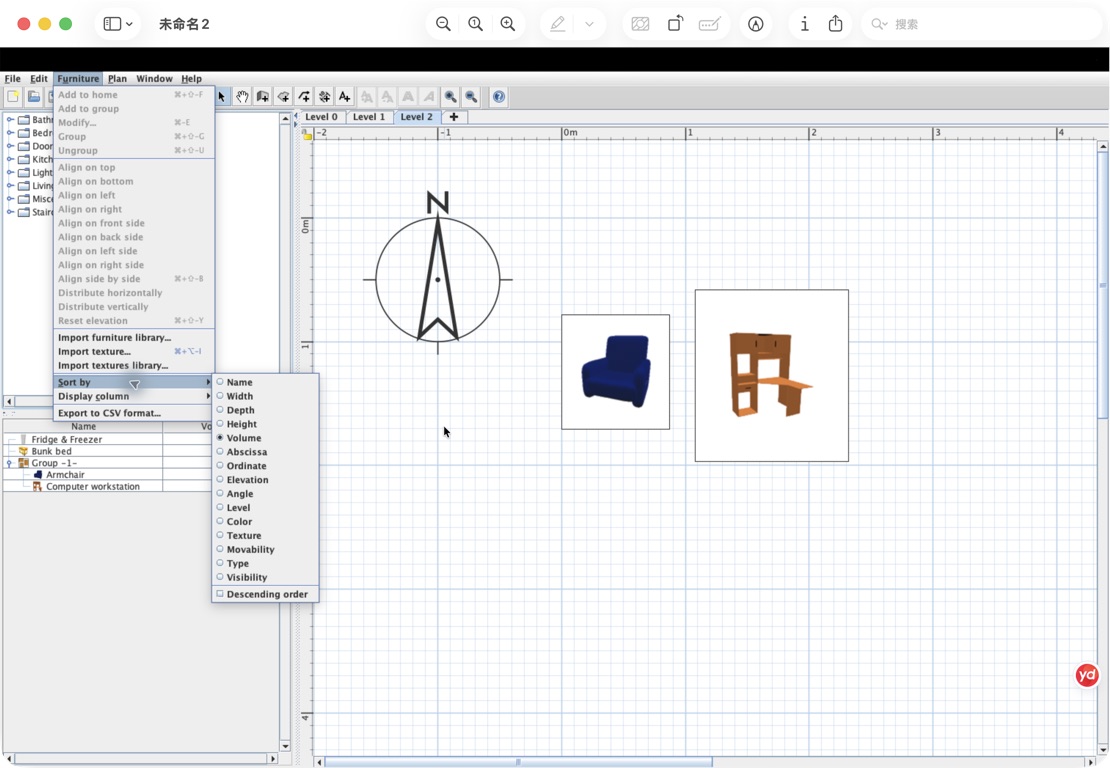 未命名2
搜索
File Edit Furniture Plan Window Help
Add to home ⌘+⇧-F
Add to group
Modify... ⌘-E
Group ⌘+⇧-G
Ungroup ⌘+⇧-U
Align on top
Align on bottom
Align on left
Align on right
Align on front side
Align on back side
Align on left side
Align on right side
Align side by side ⌘+⇧-B
Distribute horizontally
Distribute vertically
Reset elevation ⌘+⇧-Y
Import furniture library...
Import texture... ⌘+⌥-I
Import textures library...
Sort by
Display column
Export to CSV format...
Name
Width
Depth
Height
Volume
Abscissa
Ordinate
Elevation
Angle
Level
Color
Texture
Movability
Type
Visibility
Descending order
Name
Fridge & Freezer
Bunk bed
Group -1-
Armchair
Computer workstation
Level 0 Level 1 Level 2
-2 -1 0m 1 2 3 4
0m
1
4
N
yd